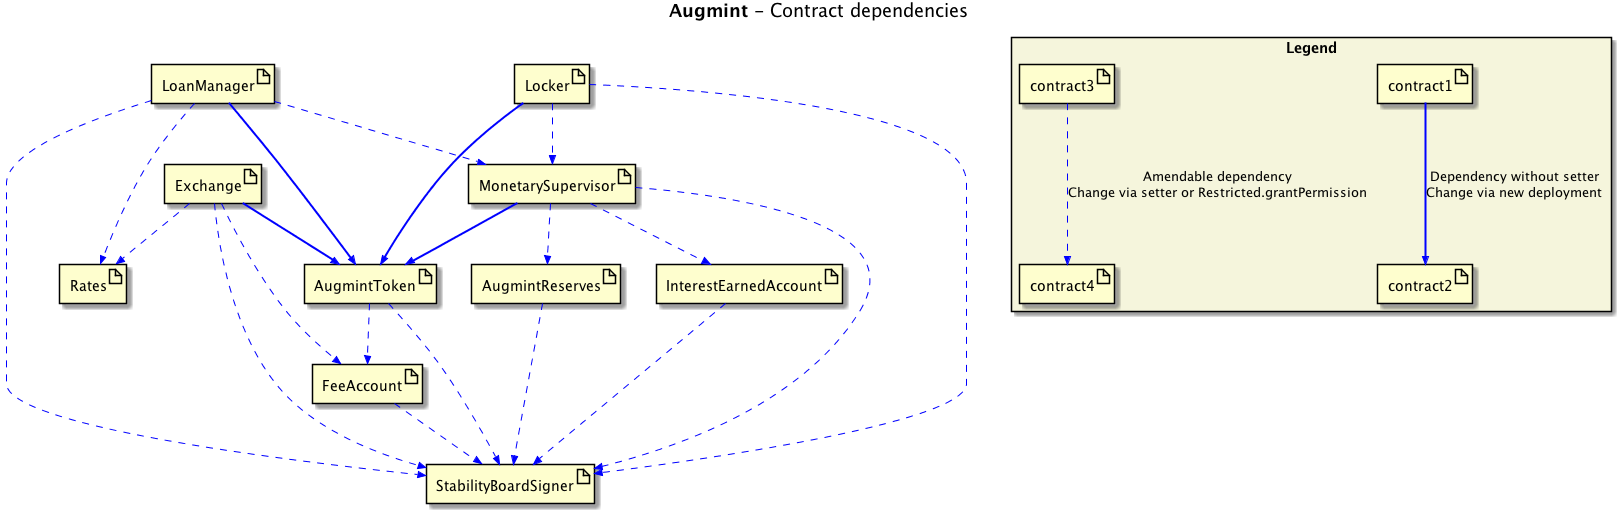 Augmint – Contract dependencies
Legend
LoanManager
Locker
contract3
contract1
Exchange
MonetarySupervisor
Amendable dependency
Change via setter or Restricted.grantPermission
Dependency without setter
Change via new deployment
Rates
AugmintToken
AugmintReserves
InterestEarnedAccount
contract4
contract2
FeeAccount
StabilityBoardSigner